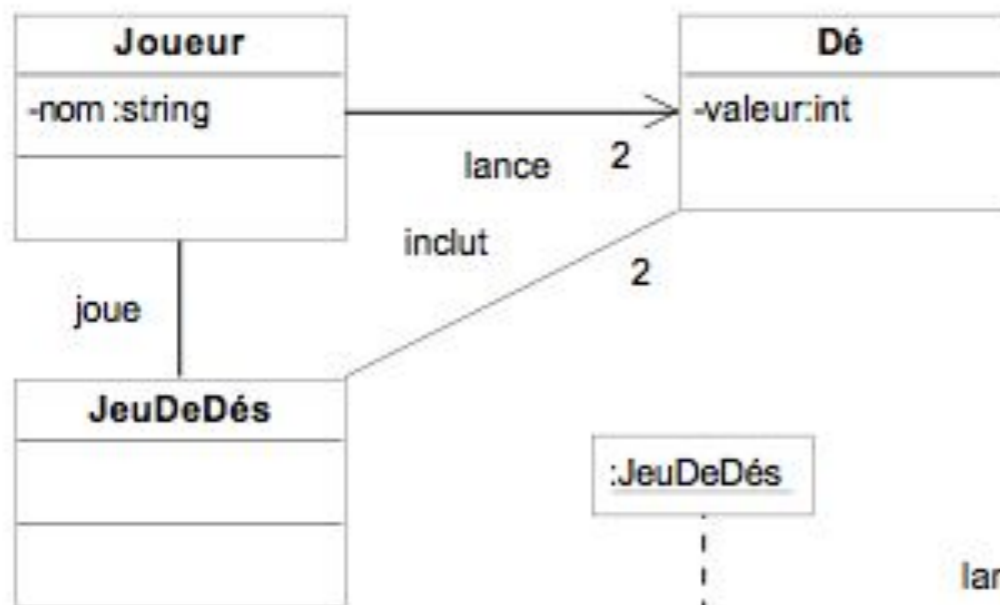 Joueur
Dé
-nom :string
-valeur:int
lance
2
inclut
2
joue
JeuDeDés
:JeuDeDés